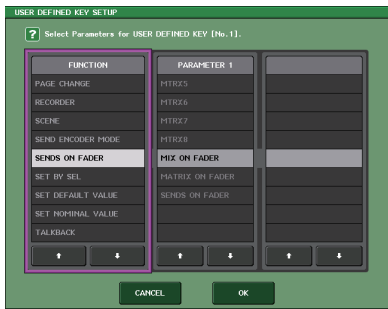 USER DEFINED KEY SETUP
? Select Parameters for USER DEFINED KEY [No.1].
FUNCTION
PAGE CHANGE
RECORDER
SCENE
SEND ENCODER MODE
SENDS ON FADER
SET BY SEL
SET DEFAULT VALUE
SET NOMINAL VALUE
TALKBACK
PARAMETER 1
MTRX5
MTRX6
MTRX7
MTRX8
MIX ON FADER
MATRIX ON FADER
SENDS ON FADER
CANCEL
OK